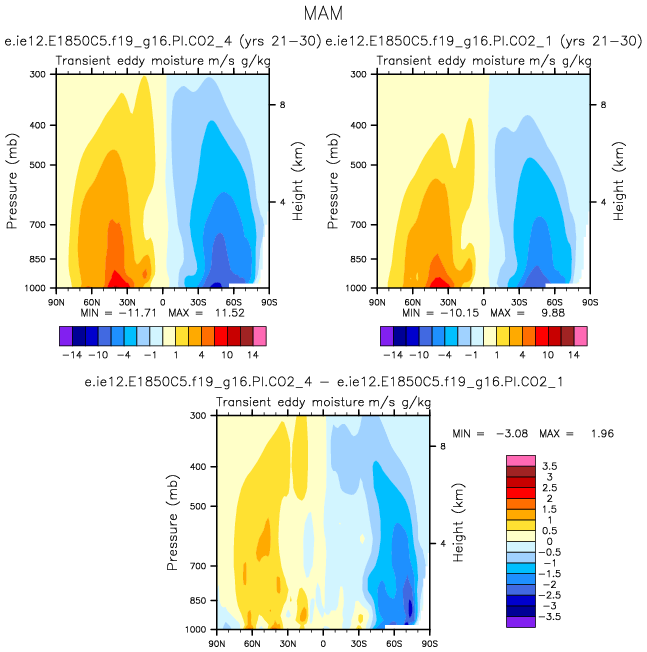 MAM
e.ie12.E1850C5.f19_g16.PI.CO2_4 (yrs 21-30) e.ie12.E1850C5.f19_g16.PI.CO2_1 (yrs 21-30)
Transient eddy moisture m/s g/kg Transient eddy moisture m/s g/kg
300 400 500 700 850 1000
Pressure (mb)
8 4
Height (km)
90N 60N 30N 0 30S 60S 90S
MIN = -11.71 MAX = 11.52
-14 -10 -4 -1 1 4 10 14
300 400 500 700 850 1000
Pressure (mb)
8 4
Height (km)
90N 60N 30N 0 30S 60S 90S
MIN = -10.15 MAX = 9.88
-14 -10 -4 -1 1 4 10 14
e.ie12.E1850C5.f19_g16.PI.CO2_4 - e.ie12.E1850C5.f19_g16.PI.CO2_1
Transient eddy moisture m/s g/kg
300 400 500 700 850 1000
Pressure (mb)
8 4
Height (km)
90N 60N 30N 0 30S 60S 90S
MIN = -3.08 MAX = 1.96
3.5
3
2.5
2
1.5
1
0.5
0
-0.5
-1
-1.5
-2
-2.5
-3
-3.5